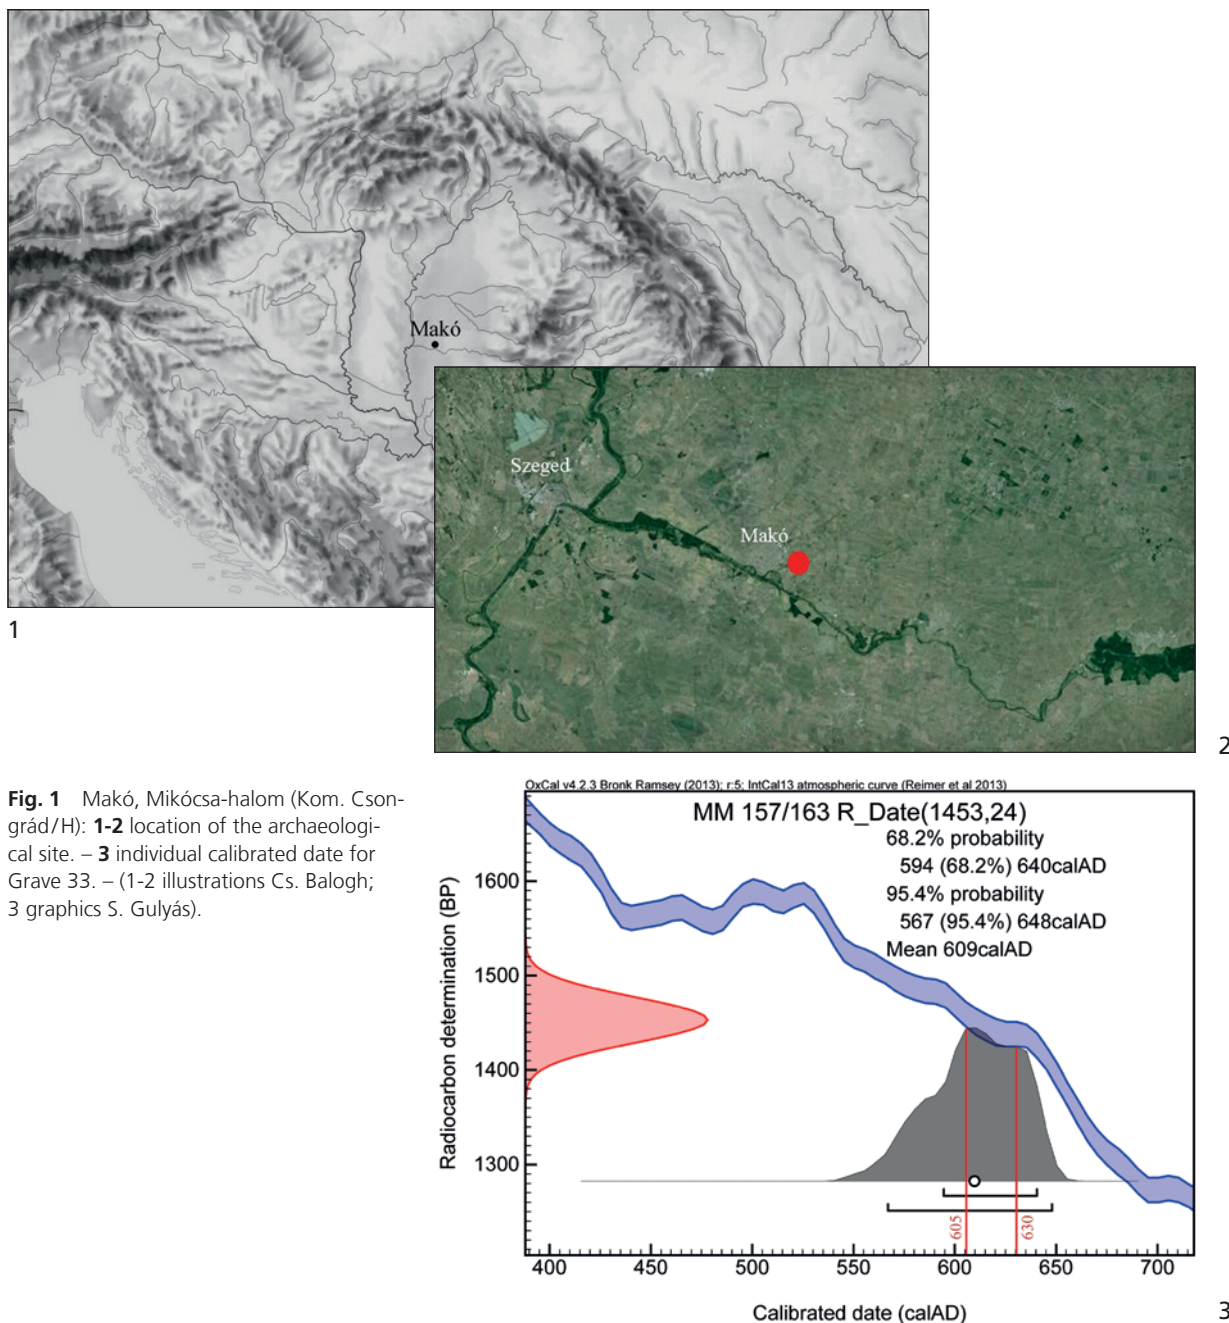 Makó
1
Szeged
Makó
2
Fig. 1 Makó, Mikócsa-halom (Kom. Cson-
grád/H): 1-2 location of the archaeologi-
cal site. – 3 individual calibrated date for
Grave 33. – (1-2 illustrations Cs. Balogh;
3 graphics S. Gulyás).
OxCal v4.2.3 Bronk Ramsey (2013); r:5; IntCal13 atmospheric curve (Reimer et al 2013)
MM 157/163 R_Date(1453,24)
68.2% probability
594 (68.2%) 640calAD
95.4% probability
567 (95.4%) 648calAD
Mean 609calAD
Radiocarbon determination (BP)
1600
1500
1400
1300
605
630
400 450 500 550 600 650 700
Calibrated date (calAD)
3